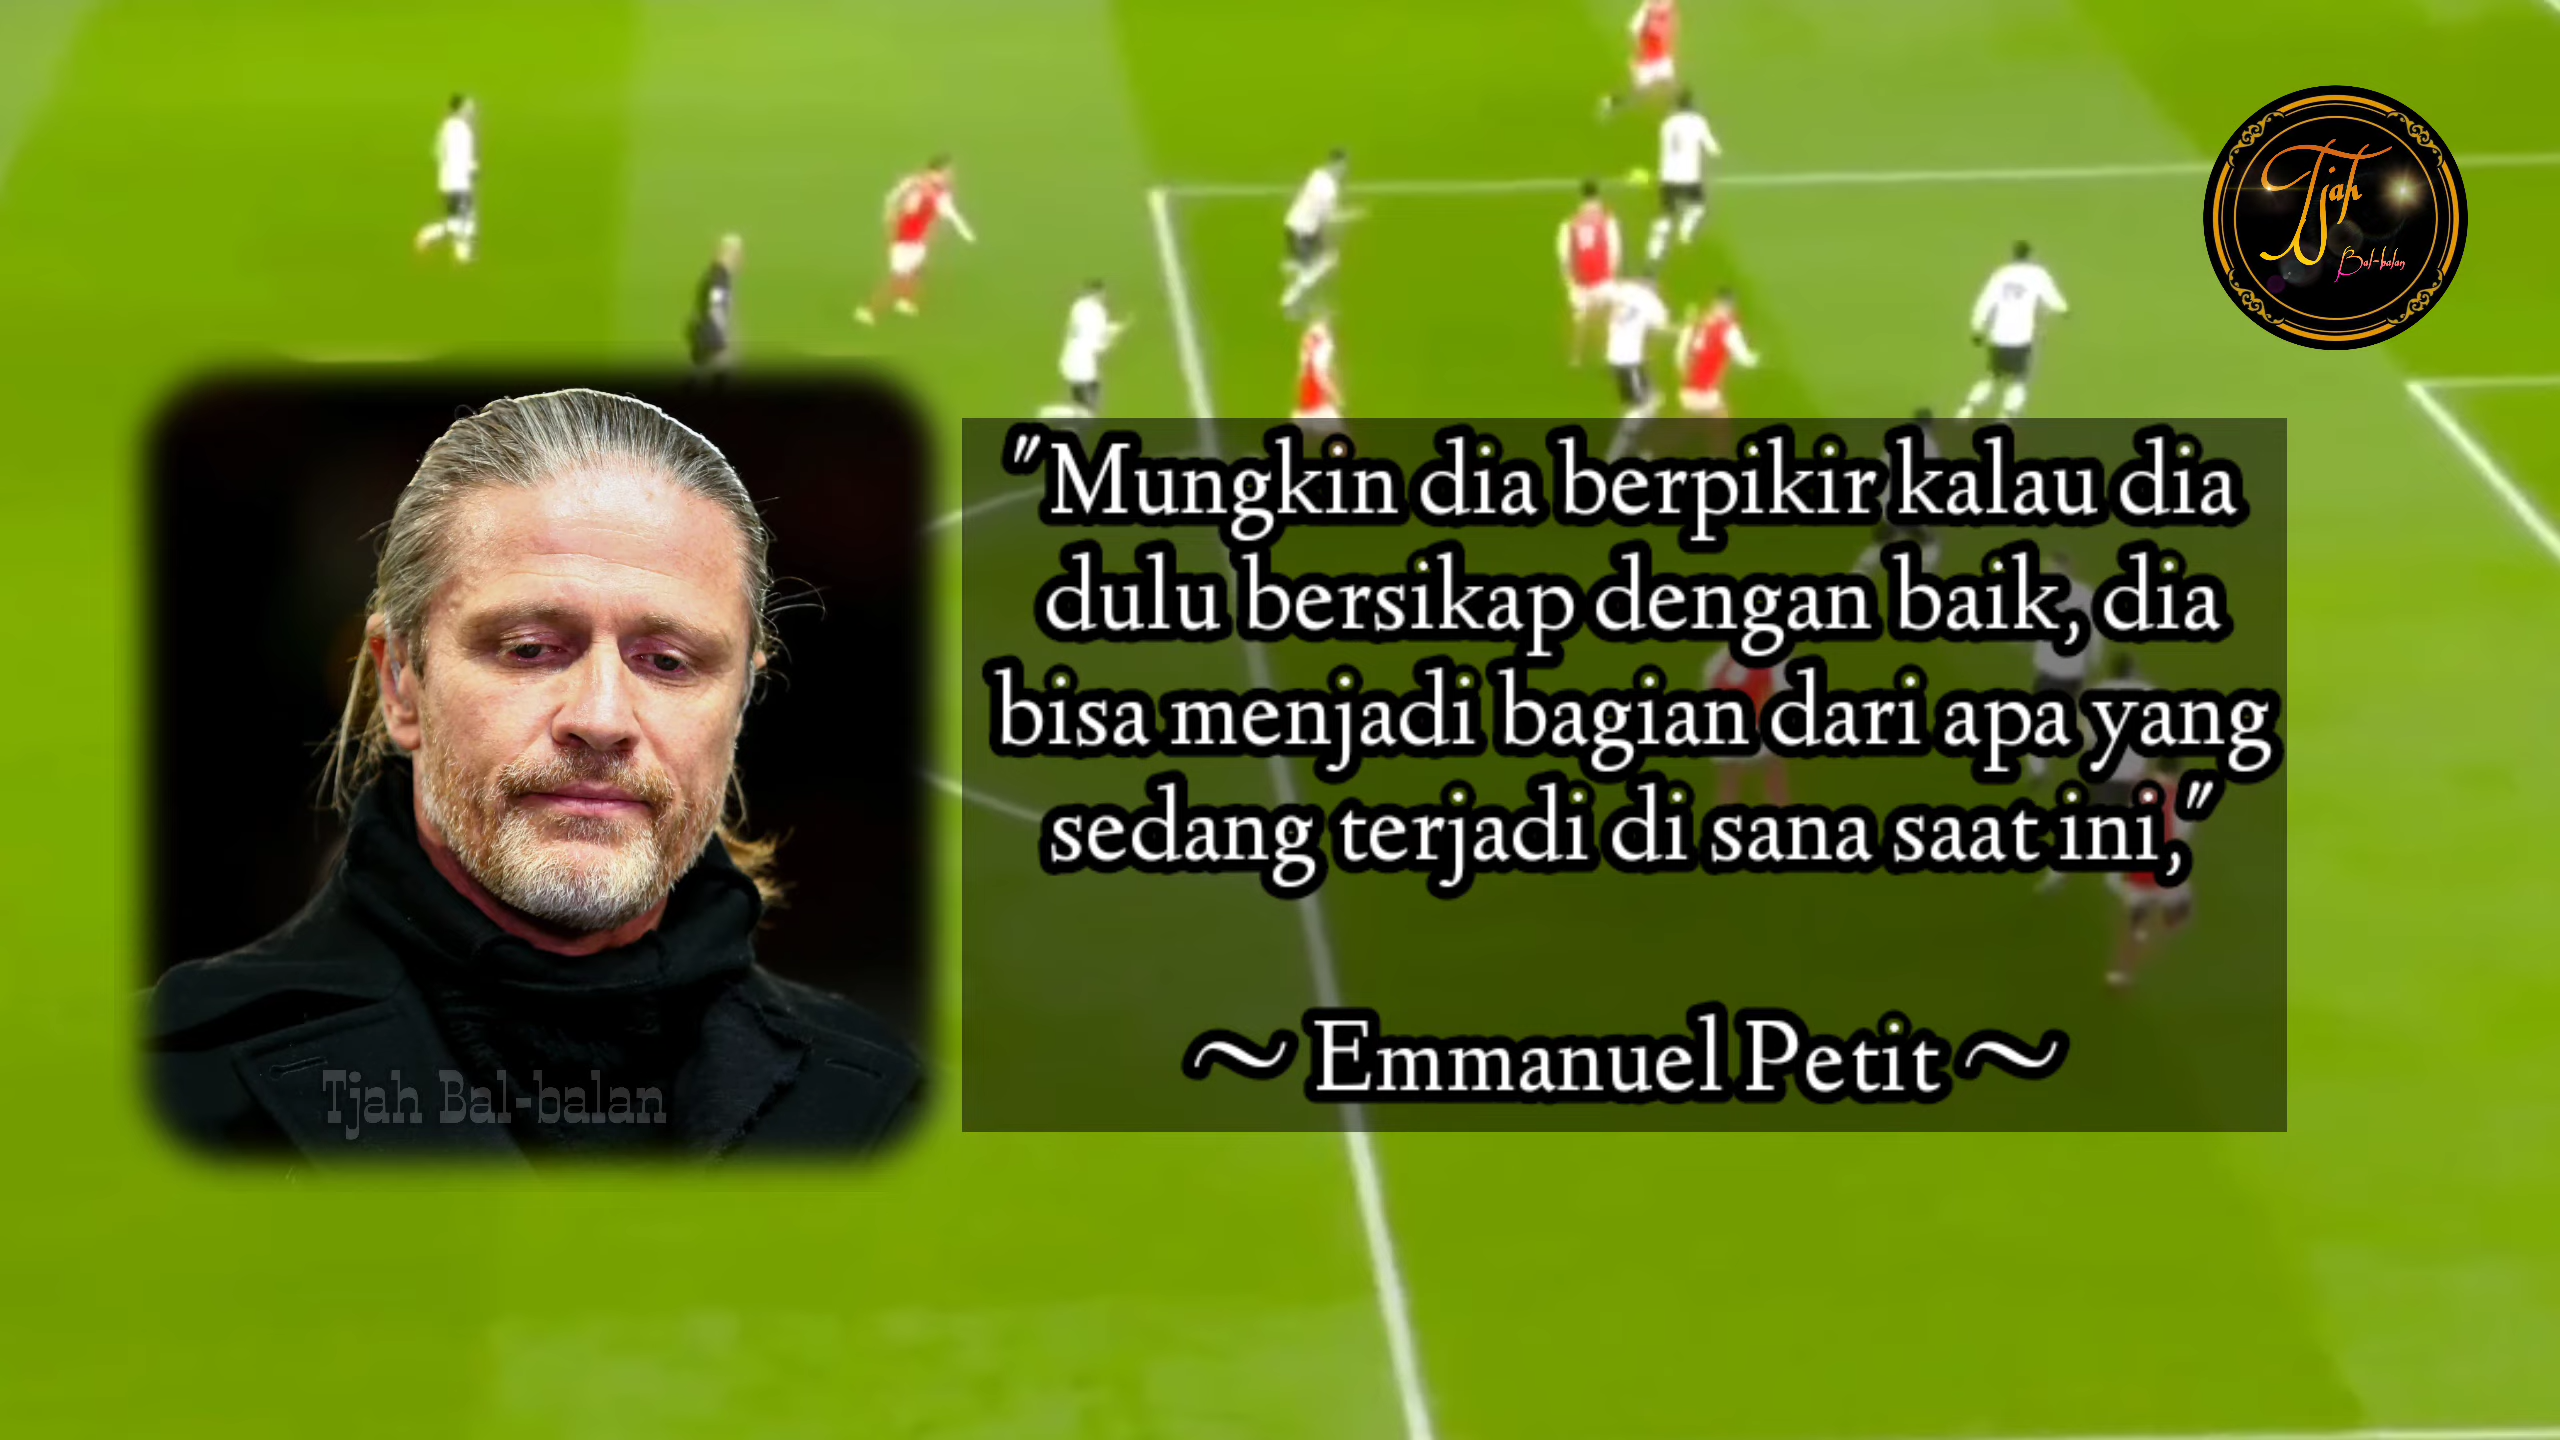 Tjah
Bal-balan
"Mungkin dia berpikir kalau dia
dulu bersikap dengan baik, dia
bisa menjadi bagian dari apa yang
sedang terjadi di sana saat ini,"
~ Emmanuel Petit ~
Tjah Bal-balan